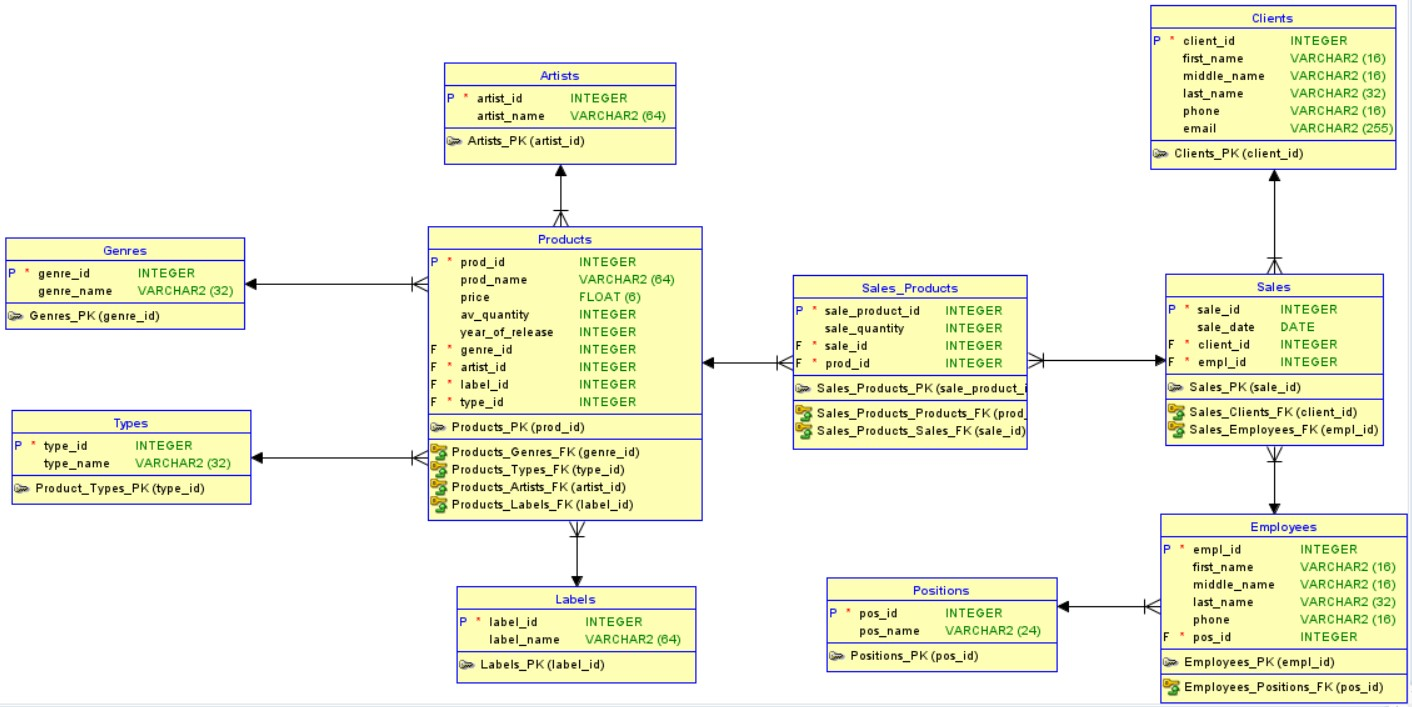 Clients
P * client_id INTEGER
first_name VARCHAR2 (16)
middle_name VARCHAR2 (16)
last_name VARCHAR2 (32)
phone VARCHAR2 (16)
email VARCHAR2 (255)
Clients_PK (client_id)
Artists
P * artist_id INTEGER
artist_name VARCHAR2 (64)
Artists_PK (artist_id)
Genres
P * genre_id INTEGER
genre_name VARCHAR2 (32)
Genres_PK (genre_id)
Products
P * prod_id INTEGER
prod_name VARCHAR2 (64)
price FLOAT (6)
av_quantity INTEGER
year_of_release INTEGER
F * genre_id INTEGER
F * artist_id INTEGER
F * label_id INTEGER
F * type_id INTEGER
Products_PK (prod_id)
Products_Genres_FK (genre_id)
Products_Types_FK (type_id)
Products_Artists_FK (artist_id)
Products_Labels_FK (label_id)
Sales_Products
P * sale_product_id INTEGER
sale_quantity INTEGER
F * sale_id INTEGER
F * prod_id INTEGER
Sales_Products_PK (sale_product_i
Sales_Products_Products_FK (prod_
Sales_Products_Sales_FK (sale_id)
Sales
P * sale_id INTEGER
sale_date DATE
F * client_id INTEGER
F * empl_id INTEGER
Sales_PK (sale_id)
Sales_Clients_FK (client_id)
Sales_Employees_FK (empl_id)
Types
P * type_id INTEGER
type_name VARCHAR2 (32)
Product_Types_PK (type_id)
Labels
P * label_id INTEGER
label_name VARCHAR2 (64)
Labels_PK (label_id)
Positions
P * pos_id INTEGER
pos_name VARCHAR2 (24)
Positions_PK (pos_id)
Employees
P * empl_id INTEGER
first_name VARCHAR2 (16)
middle_name VARCHAR2 (16)
last_name VARCHAR2 (32)
phone VARCHAR2 (16)
F * pos_id INTEGER
Employees_PK (empl_id)
Employees_Positions_FK (pos_id)